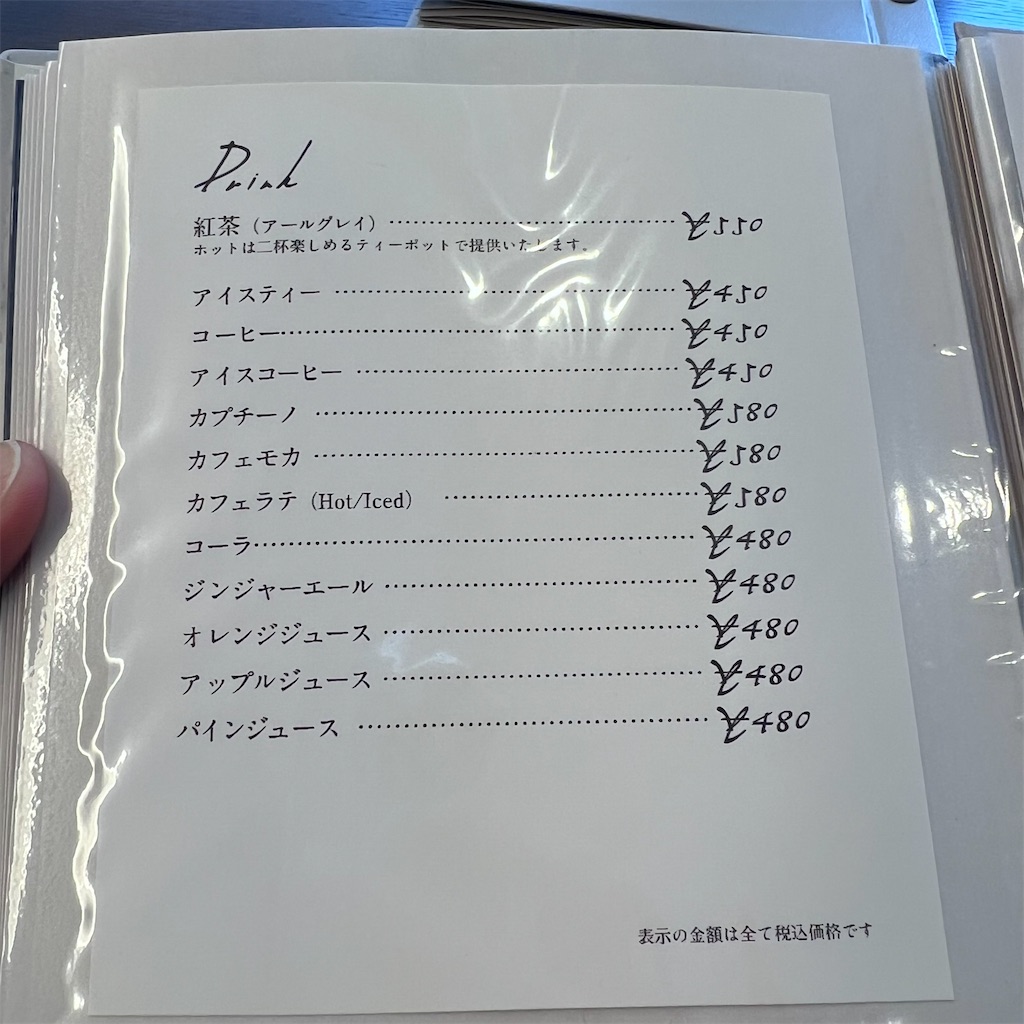 Drink
紅茶（アールグレイ） ¥550
ホットは二杯楽しめるティーポットで提供いたします。
アイスティー ¥450
コーヒー ¥450
アイスコーヒー ¥450
カプチーノ ¥580
カフェモカ ¥580
カフェラテ（Hot/Iced） ¥580
コーラ ¥480
ジンジャーエール ¥480
オレンジジュース ¥480
アップルジュース ¥480
パインジュース ¥480
表示の金額は全て税込価格です